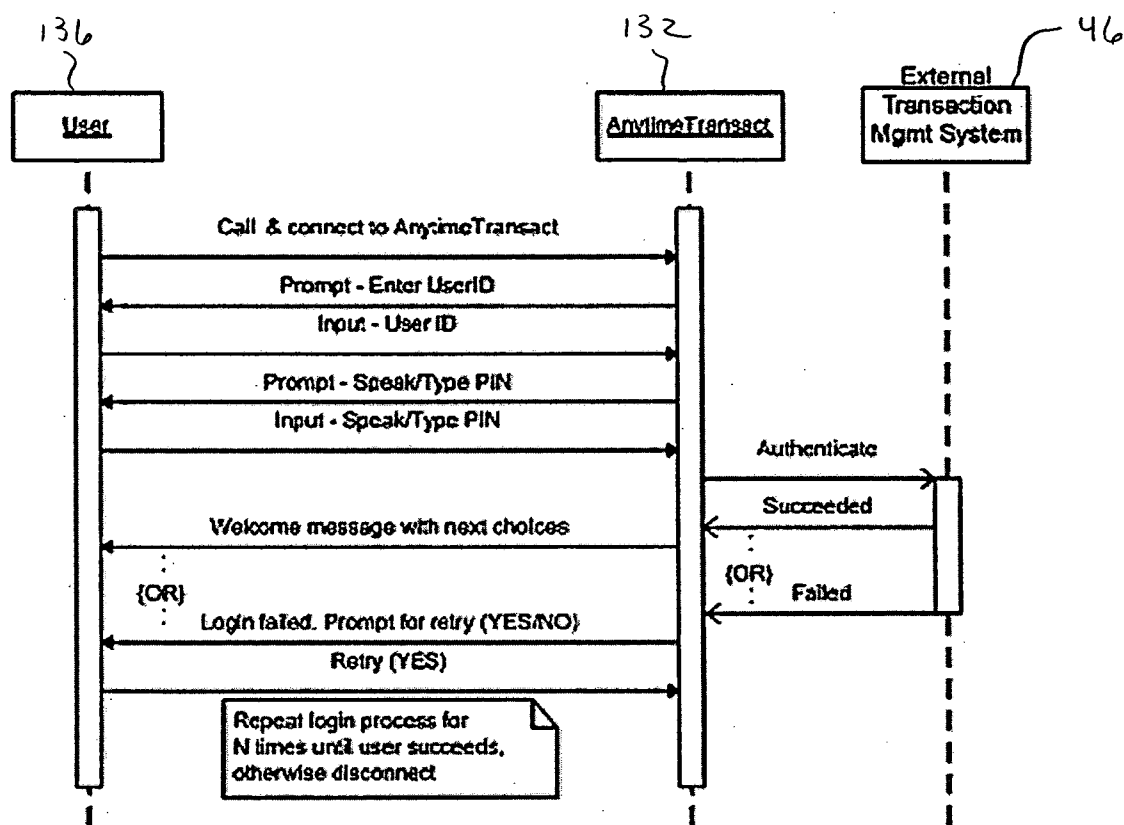 136
132
46
User
AnytimeTransact
External
Transaction
Mgmt System
Call & connect to AnytimeTransact
Prompt - Enter UserID
Input - User ID
Prompt - Speak/Type PIN
Input - Speak/Type PIN
Authenticate
Succeeded
Welcome message with next choices
{OR}
{OR}
Failed
Login failed. Prompt for retry (YES/NO)
Retry (YES)
Repeat login process for
N times until user succeeds,
otherwise disconnect